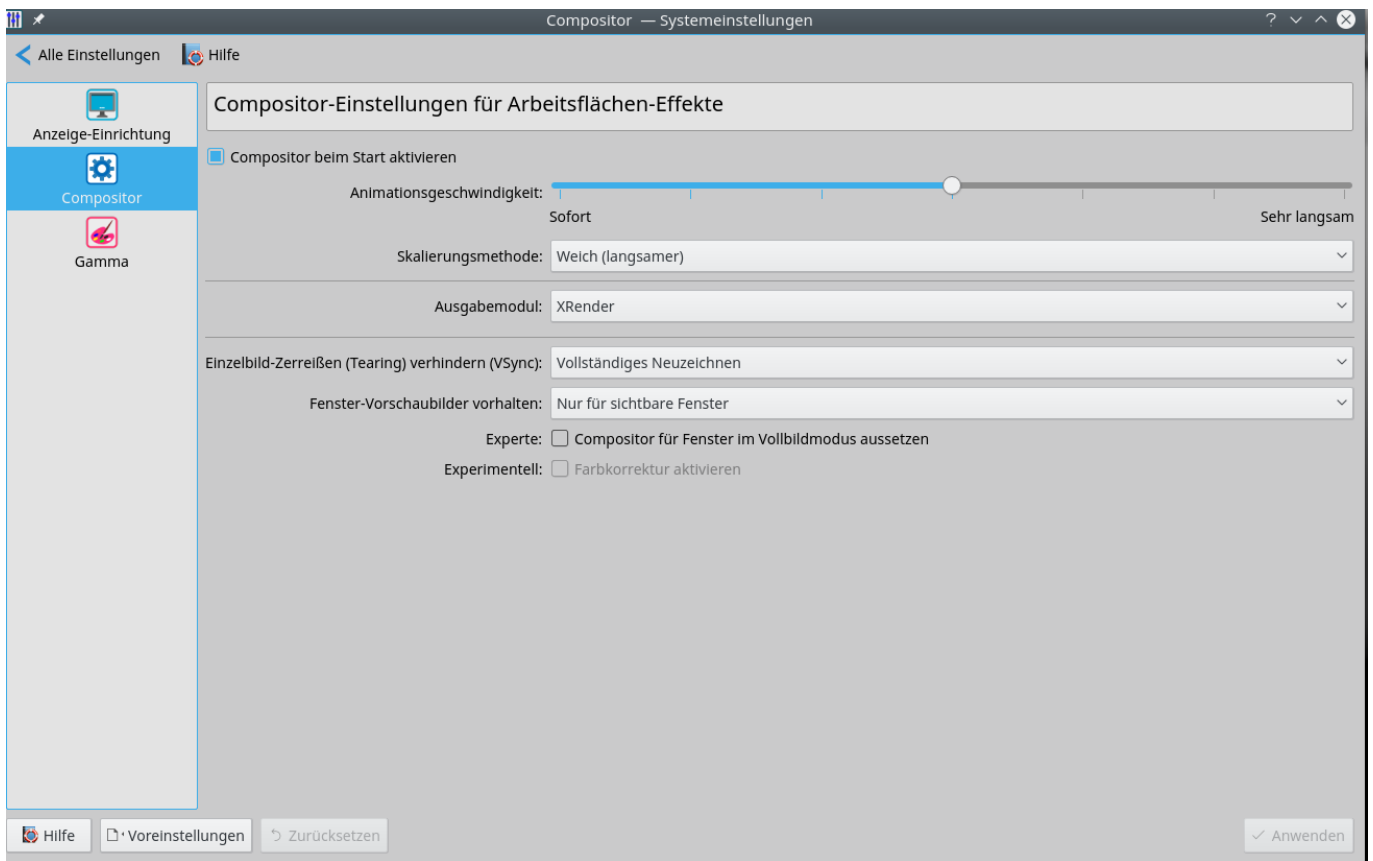 Compositor — Systemeinstellungen
Alle Einstellungen Hilfe
Anzeige-Einrichtung
Compositor
Gamma
Compositor-Einstellungen für Arbeitsflächen-Effekte
Compositor beim Start aktivieren
Animationsgeschwindigkeit:
Sofort Sehr langsam
Skalierungsmethode: Weich (langsamer)
Ausgabemodul: XRender
Einzelbild-Zerreißen (Tearing) verhindern (VSync): Vollständiges Neuzeichnen
Fenster-Vorschaubilder vorhalten: Nur für sichtbare Fenster
Experte: Compositor für Fenster im Vollbildmodus aussetzen
Experimentell: Farbkorrektur aktivieren
Hilfe Voreinstellungen Zurücksetzen Anwenden